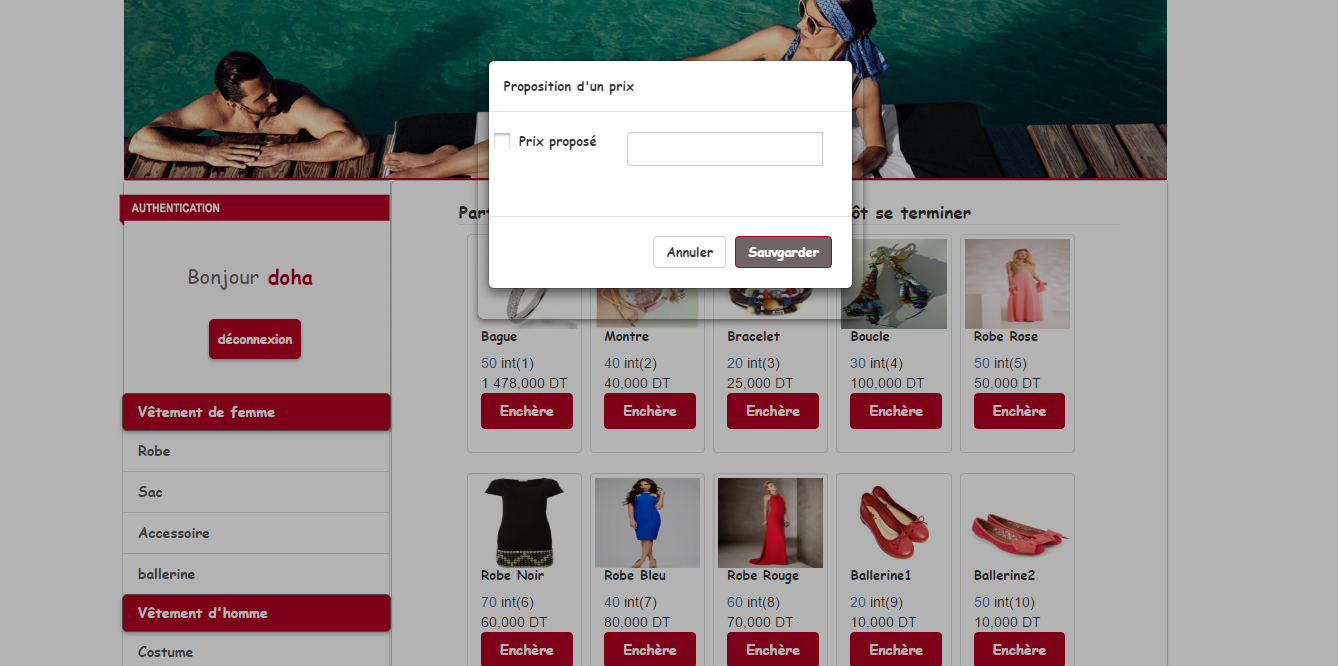 Proposition d'un prix
Prix proposé
Annuler Sauvgarder
AUTHENTICATION
Bonjour doha
déconnexion
Vêtement de femme
Robe
Sac
Accessoire
ballerine
Vêtement d'homme
Costume
se terminer
Bague Montre Bracelet Boucle Robe Rose
50 int(1) 40 int(2) 20 int(3) 30 int(4) 50 int(5)
1 478,000 DT 40,000 DT 25,000 DT 100,000 DT 50,000 DT
Enchère Enchère Enchère Enchère Enchère
Robe Noir Robe Bleu Robe Rouge Ballerine1 Ballerine2
70 int(6) 40 int(7) 60 int(8) 20 int(9) 50 int(10)
60,000 DT 80,000 DT 70,000 DT 10,000 DT 10,000 DT
Enchère Enchère Enchère Enchère Enchère